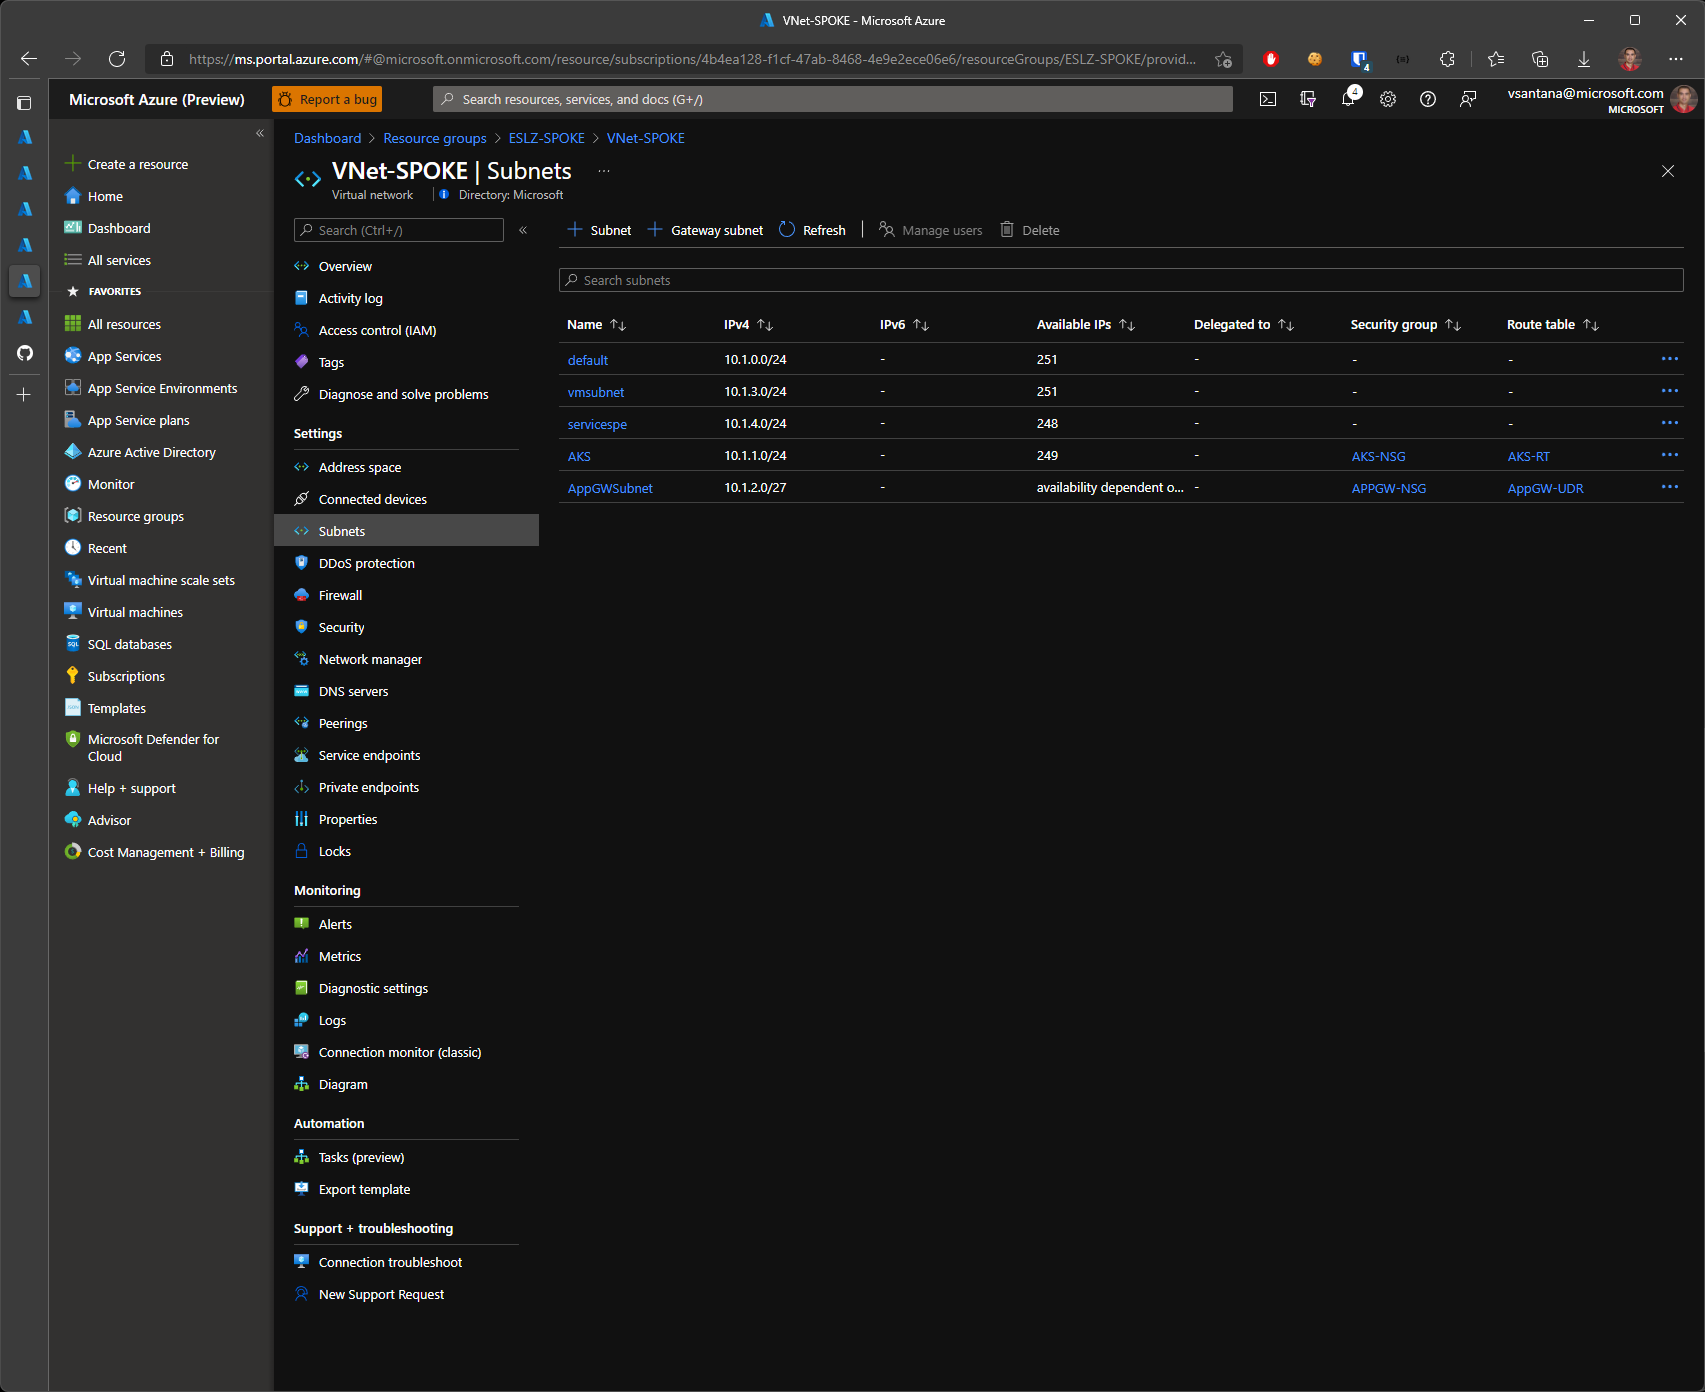 VNet-SPOKE - Microsoft Azure
https://ms.portal.azure.com/#@microsoft.onmicrosoft.com/resource/subscriptions/4b4ea128-f1cf-47ab-8468-4e9e2ece06e6/resourceGroups/ESLZ-SPOKE/provid...
4
Microsoft Azure (Preview)
Report a bug
Search resources, services, and docs (G+/)
4
vsantana@microsoft.com
MICROSOFT
Create a resource
Home
Dashboard
All services
FAVORITES
All resources
App Services
App Service Environments
App Service plans
Azure Active Directory
Monitor
Resource groups
Recent
Virtual machine scale sets
Virtual machines
SQL databases
Subscriptions
Templates
Microsoft Defender for
Cloud
Help + support
Advisor
Cost Management + Billing
Dashboard > Resource groups > ESLZ-SPOKE > VNet-SPOKE
VNet-SPOKE | Subnets ...
Virtual network
Directory: Microsoft
Search (Ctrl+/)
Overview
Activity log
Access control (IAM)
Tags
Diagnose and solve problems
Settings
Address space
Connected devices
Subnets
DDoS protection
Firewall
Security
Network manager
DNS servers
Peerings
Service endpoints
Private endpoints
Properties
Locks
Monitoring
Alerts
Metrics
Diagnostic settings
Logs
Connection monitor (classic)
Diagram
Automation
Tasks (preview)
Export template
Support + troubleshooting
Connection troubleshoot
New Support Request
+ Subnet + Gateway subnet Refresh | Manage users Delete
Search subnets
Name IPv4 IPv6 Available IPs Delegated to Security group Route table
default 10.1.0.0/24 - 251 - - - ...
vmsubnet 10.1.3.0/24 - 251 - - - ...
servicespe 10.1.4.0/24 - 248 - - - ...
AKS 10.1.1.0/24 - 249 - AKS-NSG AKS-RT ...
AppGWSubnet 10.1.2.0/27 - availability dependent o... - APPGW-NSG AppGW-UDR ...